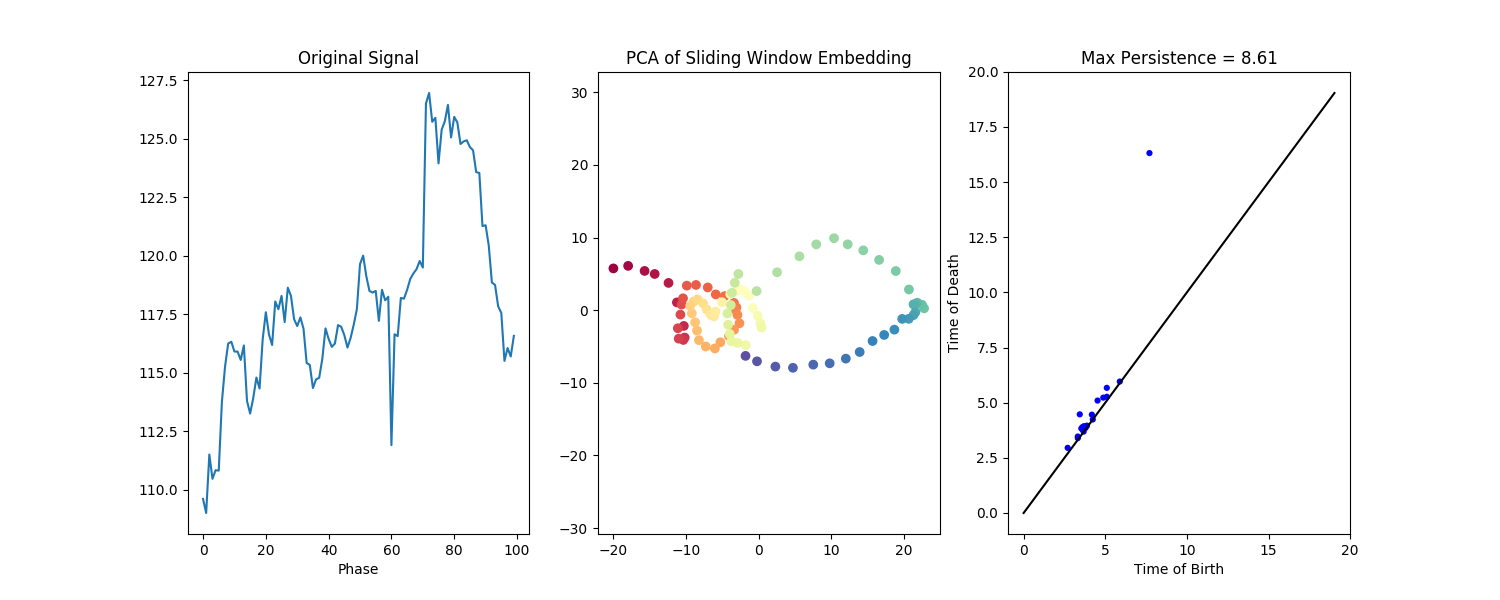 Original Signal
127.5
125.0
122.5
120.0
117.5
115.0
112.5
110.0
0 20 40 60 80 100
Phase
PCA of Sliding Window Embedding
30
20
10
0
−10
−20
−30
−20 −10 0 10 20
Max Persistence = 8.61
Time of Death
20.0
17.5
15.0
12.5
10.0
7.5
5.0
2.5
0.0
0 5 10 15 20
Time of Birth